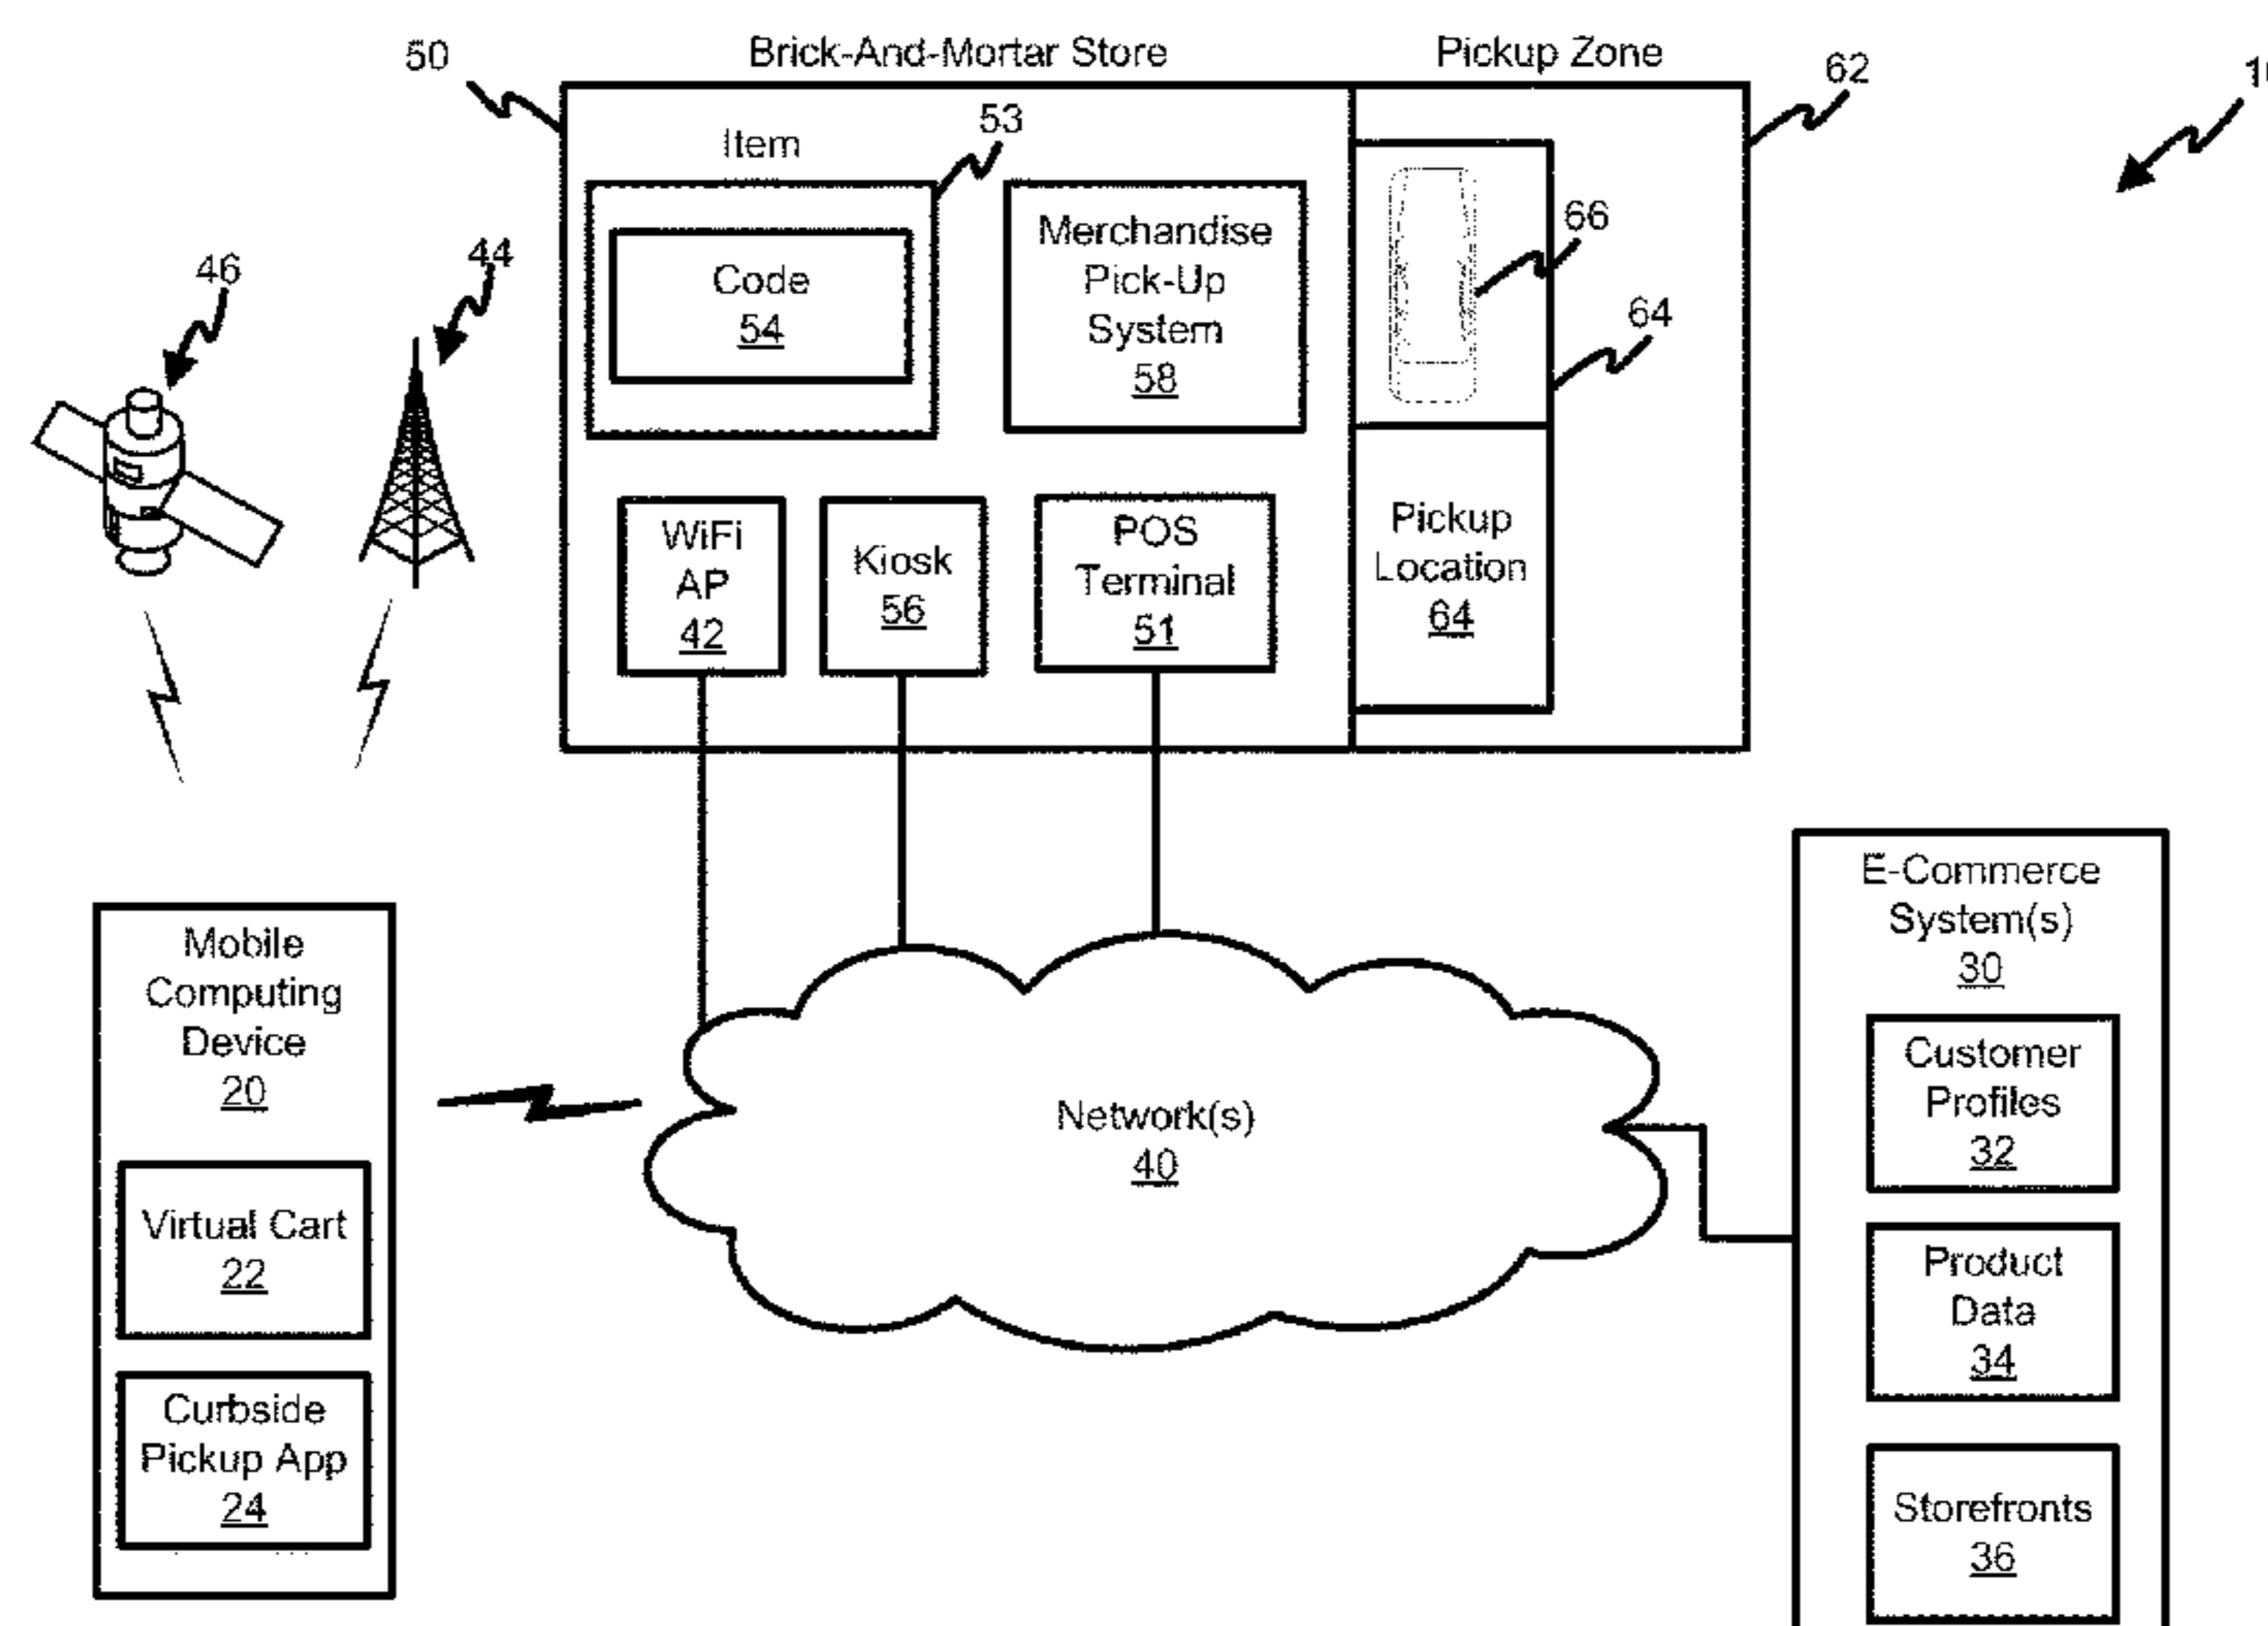 50
Brick-And-Mortar Store
Pickup Zone
62
53
Item
Code
54
Merchandise
Pick-Up
System
58
66
64
46
44
WiFi
AP
42
Kiosk
56
POS
Terminal
51
Pickup
Location
64
Mobile
Computing
Device
20
Virtual Cart
22
Curbside
Pickup App
24
Network(s)
40
E-Commerce
System(s)
30
Customer
Profiles
32
Product
Data
34
Storefronts
36